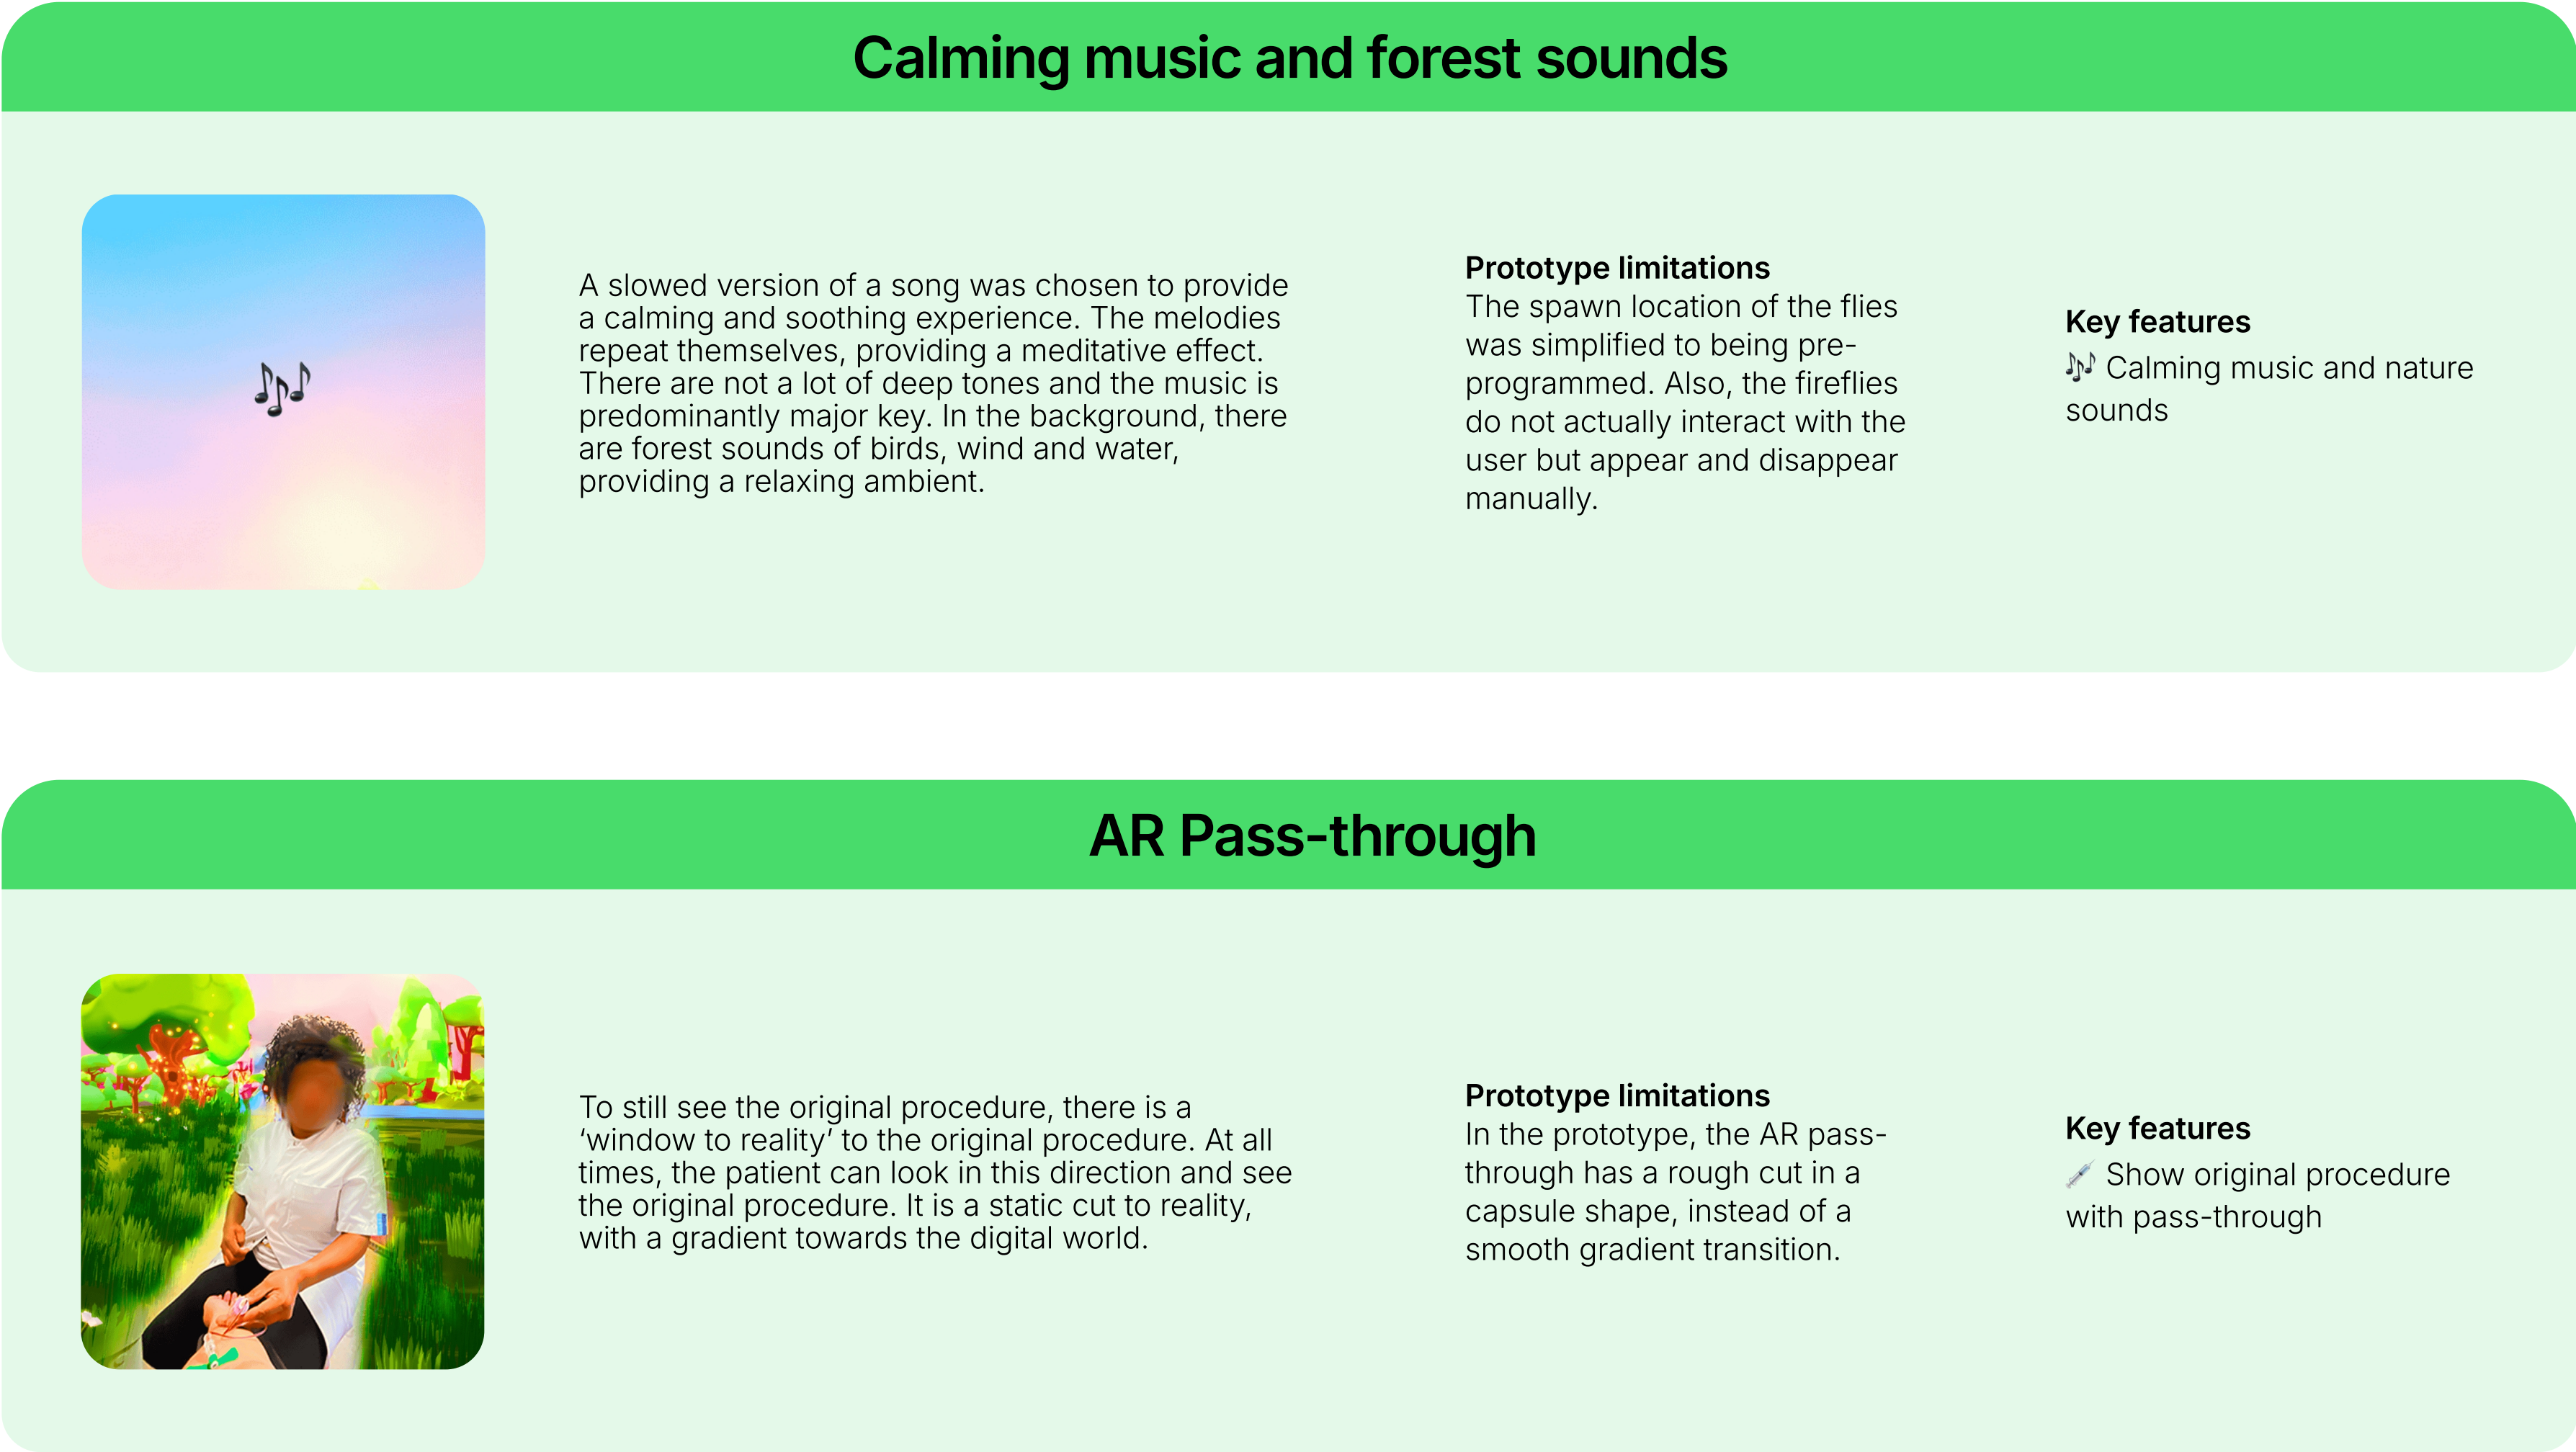 Calming music and forest sounds
A slowed version of a song was chosen to provide
a calming and soothing experience. The melodies
repeat themselves, providing a meditative effect.
There are not a lot of deep tones and the music is
predominantly major key. In the background, there
are forest sounds of birds, wind and water,
providing a relaxing ambient.
Prototype limitations
The spawn location of the flies
was simplified to being pre-
programmed. Also, the fireflies
do not actually interact with the
user but appear and disappear
manually.
Key features
🎶 Calming music and nature
sounds
AR Pass-through
To still see the original procedure, there is a
‘window to reality’ to the original procedure. At all
times, the patient can look in this direction and see
the original procedure. It is a static cut to reality,
with a gradient towards the digital world.
Prototype limitations
In the prototype, the AR pass-
through has a rough cut in a
capsule shape, instead of a
smooth gradient transition.
Key features
💉 Show original procedure
with pass-through